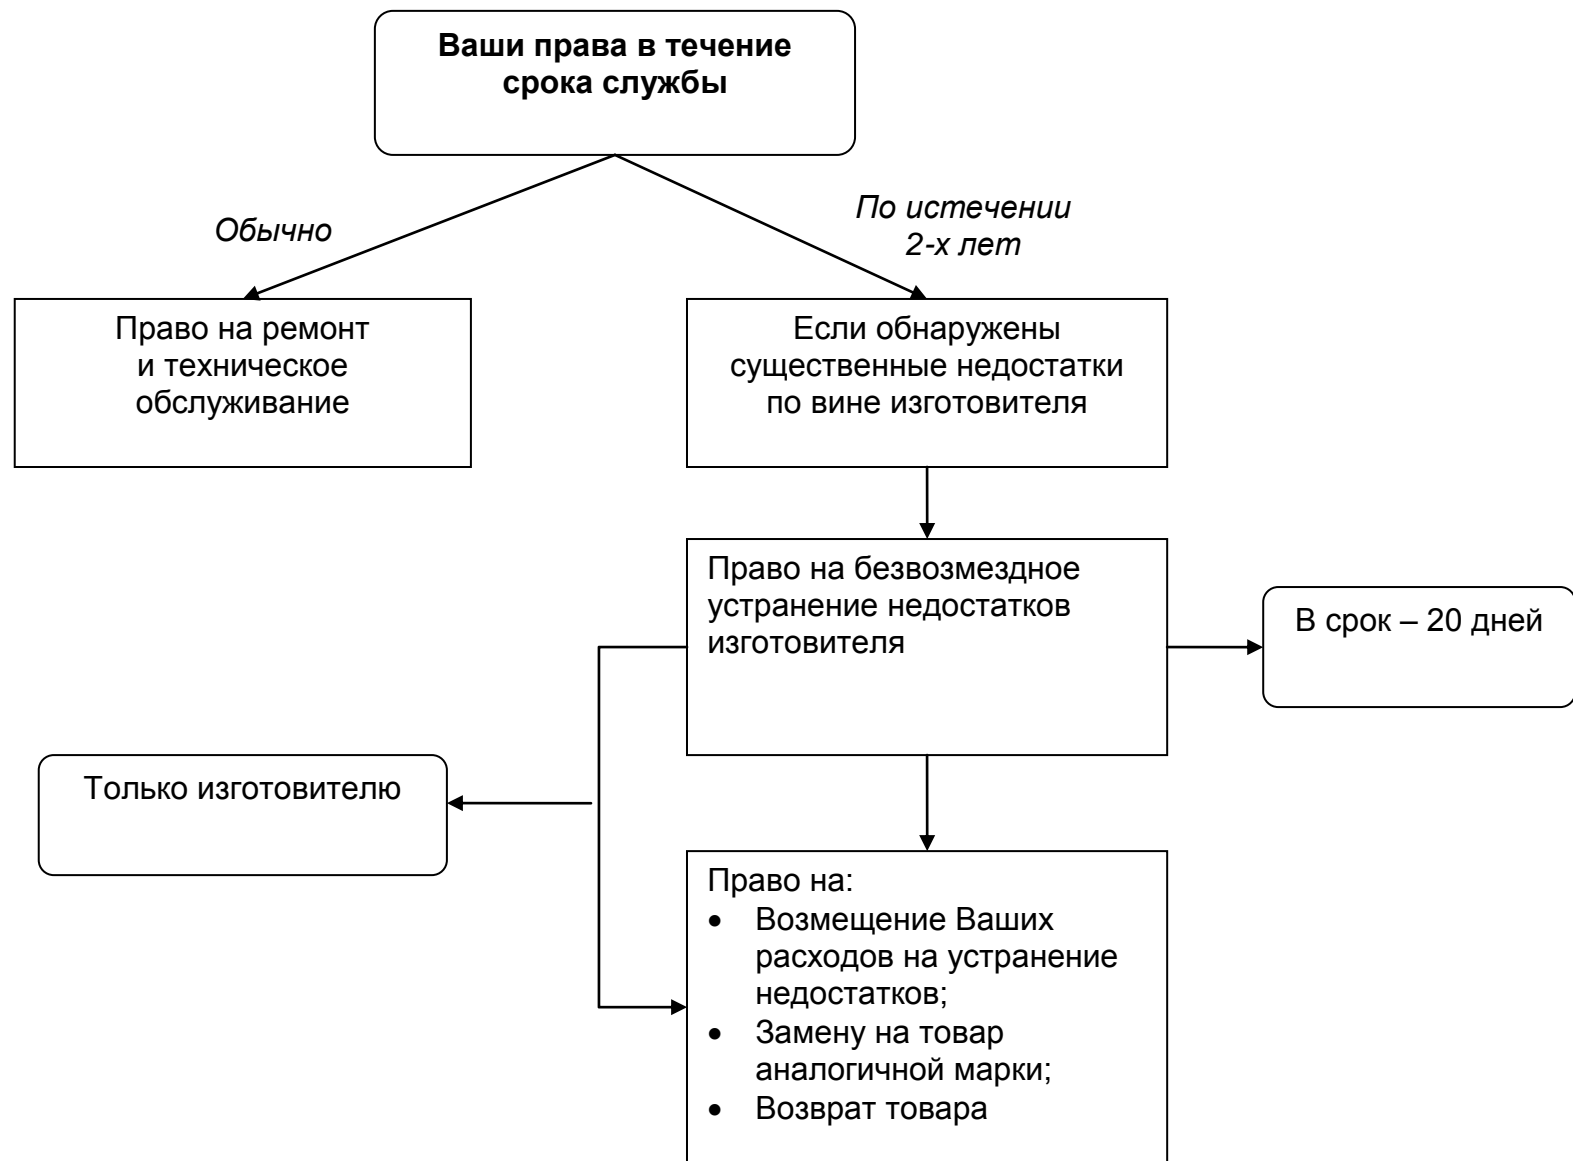 Ваши права в течение
срока службы
Обычно
По истечении
2-х лет
Право на ремонт
и техническое
обслуживание
Если обнаружены
существенные недостатки
по вине изготовителя
Право на безвозмездное
устранение недостатков
изготовителя
В срок – 20 дней
Только изготовителю
Право на:
• Возмещение Ваших
расходов на устранение
недостатков;
• Замену на товар
аналогичной марки;
• Возврат товара